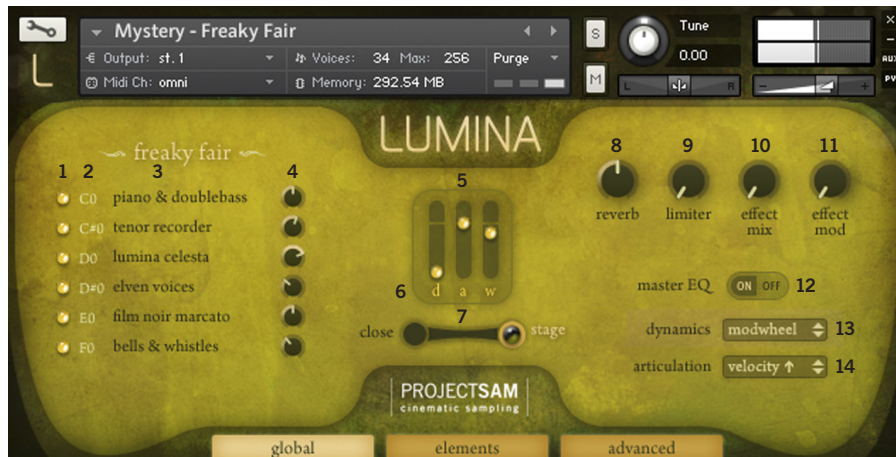 Mystery - Freaky Fair
Output: st.1
Voices: 34 Max: 256
Purge
Midi Ch: omni
Memory: 292.54 MB
S
M
Tune
0.00
L R
- +
×
-
AUX
PV
L
LUMINA
freaky fair
1 2 3 4
C0 piano & doublebass
C#0 tenor recorder
D0 lumina celesta
D#0 elven voices
E0 film noir marcato
F0 bells & whistles
5
d a w
6
7
close stage
8 9 10 11
reverb limiter effect mix effect mod
master EQ ON OFF 12
dynamics modwheel 13
articulation velocity ↑ 14
PROJECTSAM
cinematic sampling
global elements advanced